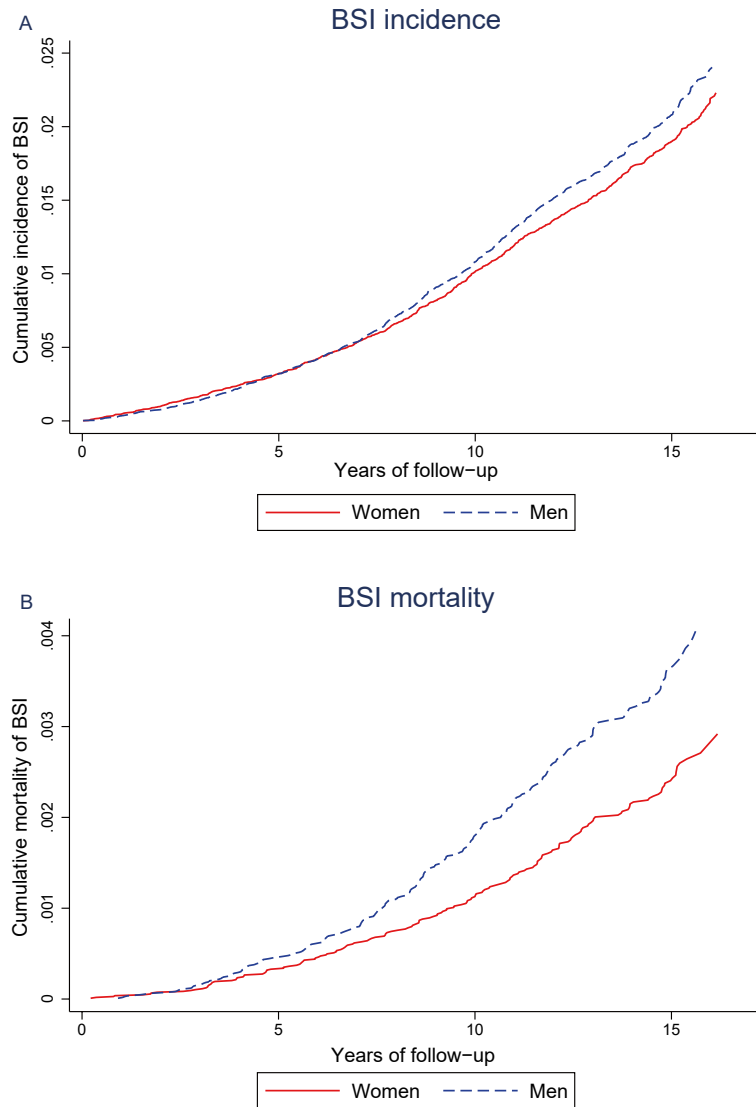 A
BSI incidence
Cumulative incidence of BSI
.025
.02
.015
.01
.005
0
0 5 10 15
Years of follow−up
Women Men
B
BSI mortality
Cumulative mortality of BSI
.004
.003
.002
.001
0
0 5 10 15
Years of follow−up
Women Men